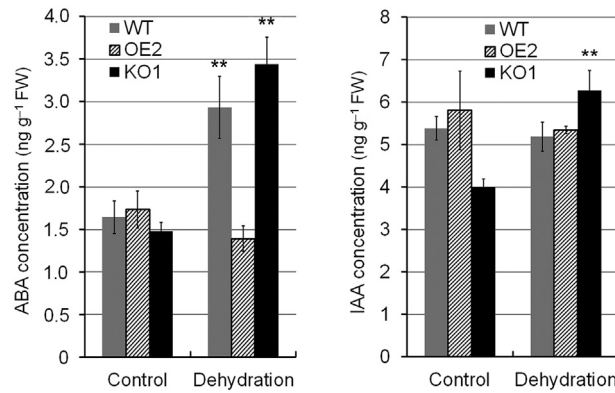 ABA concentration (ng g⁻¹ FW)
4.0
3.5
3.0
2.5
2.0
1.5
1.0
0.5
0
WT
OE2
KO1
**
**
Control
Dehydration
IAA concentration (ng g⁻¹ FW)
8
7
6
5
4
3
2
1
0
WT
OE2
KO1
**
Control
Dehydration